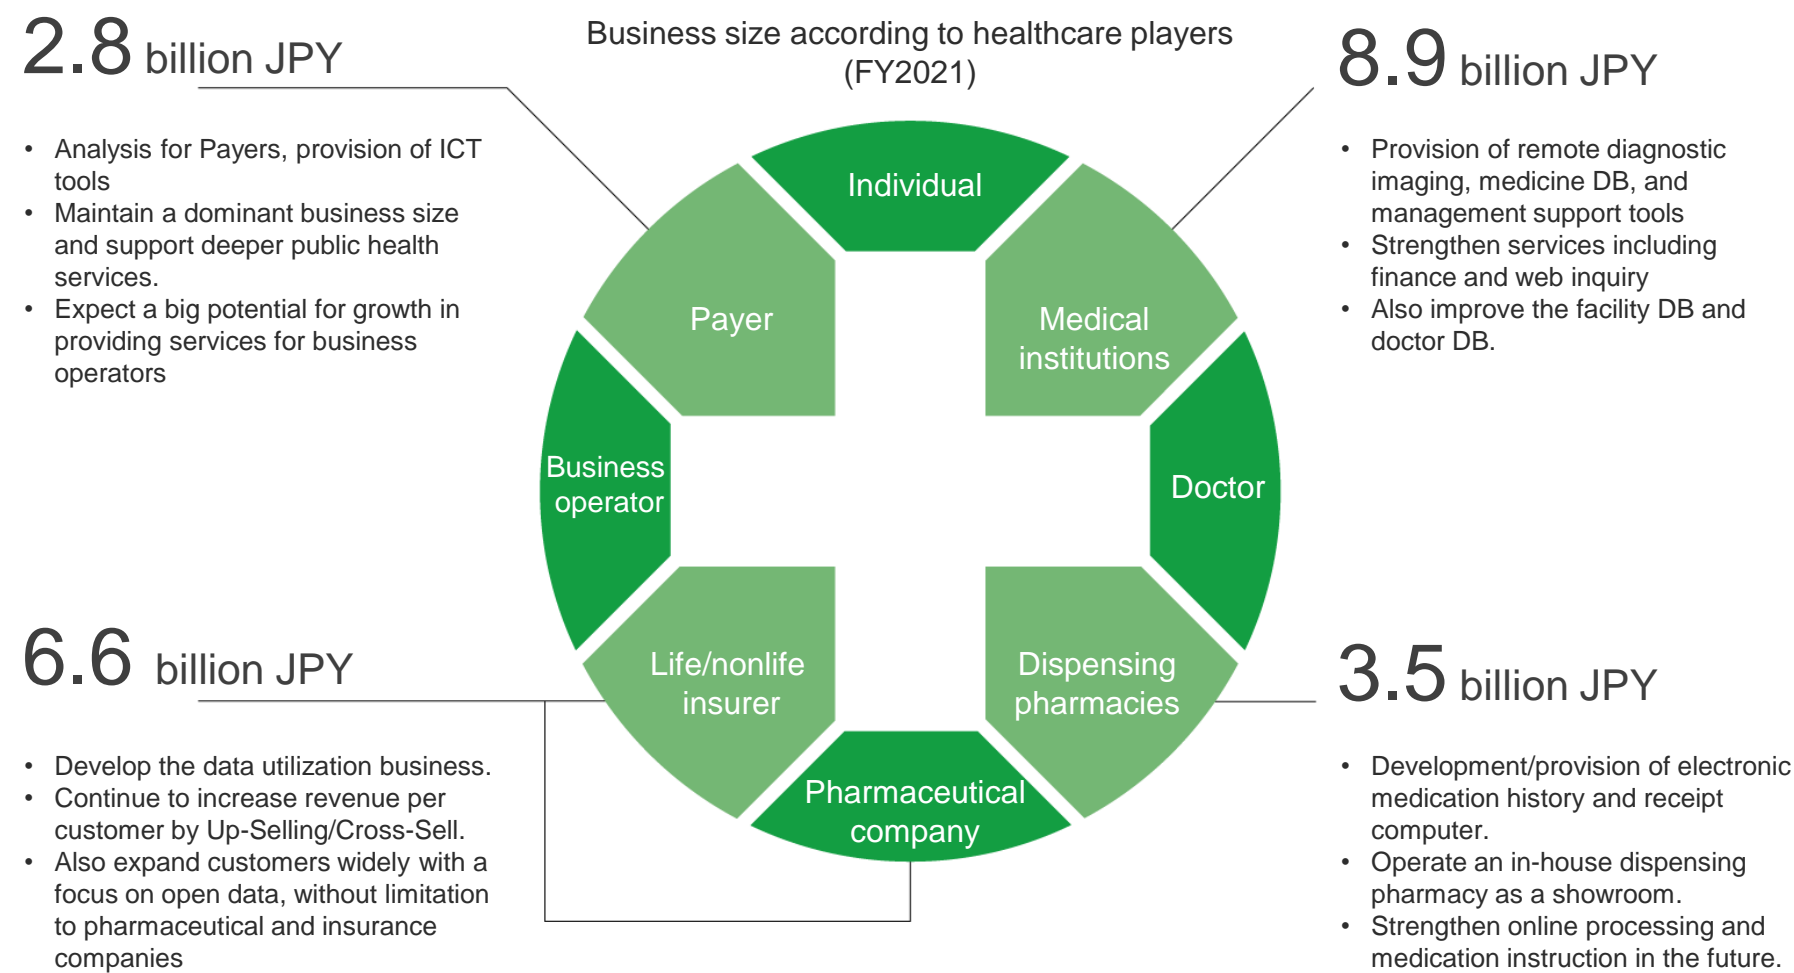 2.8 billion JPY
Business size according to healthcare players
(FY2021)
8.9 billion JPY
• Analysis for Payers, provision of ICT
tools
• Maintain a dominant business size
and support deeper public health
services.
• Expect a big potential for growth in
providing services for business
operators
• Provision of remote diagnostic
imaging, medicine DB, and
management support tools
• Strengthen services including
finance and web inquiry
• Also improve the facility DB and
doctor DB.
Individual
Payer
Medical
institutions
Business
operator
Doctor
Life/nonlife
insurer
Dispensing
pharmacies
Pharmaceutical
company
6.6 billion JPY
• Develop the data utilization business.
• Continue to increase revenue per
customer by Up-Selling/Cross-Sell.
• Also expand customers widely with a
focus on open data, without limitation
to pharmaceutical and insurance
companies
3.5 billion JPY
• Development/provision of electronic
medication history and receipt
computer.
• Operate an in-house dispensing
pharmacy as a showroom.
• Strengthen online processing and
medication instruction in the future.